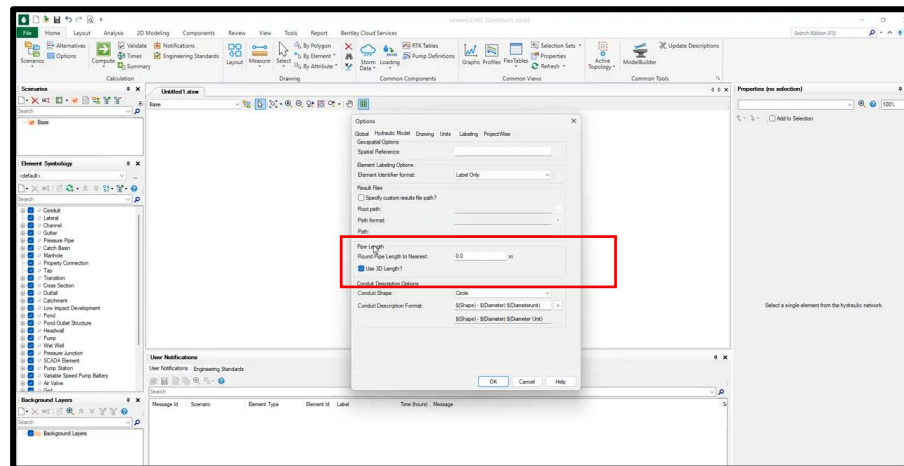 SewerGEMS [Untitled1.stsw]
File Home Layout Analysis 2D Modeling Components Review View Tools Report Bentley Cloud Services
Search Ribbon (F3)
Scenarios
Alternatives
Options
Compute
Validate
Times
Summary
Notifications
Engineering Standards
Calculation
Layout
Measure
Select
By Polygon
By Element
By Attribute
Drawing
Storm Data
Loading
RTK Tables
Pump Definitions
Common Components
Graphs
Profiles
FlexTables
Selection Sets
Properties
Refresh
Common Views
Active Topology
ModelBuilder
Update Descriptions
Common Tools
Scenarios
Search
Base
Untitled1.stsw
Base
Properties (no selection)
100%
Add to Selection
Select a single element from the hydraulic network.
Element Symbology
<default>
Search
Conduit
Lateral
Channel
Gutter
Pressure Pipe
Catch Basin
Manhole
Property Connection
Tap
Transition
Cross Section
Outfall
Catchment
Low Impact Development
Pond
Pond Outlet Structure
Headwall
Pump
Wet Well
Pressure Junction
SCADA Element
Pump Station
Variable Speed Pump Battery
Air Valve
Background Layers
Search
Background Layers
Options
Global Hydraulic Model Drawing Units Labeling ProjectWise
Geospatial Options
Spatial Reference:
Element Labeling Options
Element Identifier format: Label Only
Result Files
Specify custom results file path?
Root path:
Path format:
Path:
Pipe Length
Round Pipe Length to Nearest: 0.0 m
Use 3D Length?
Conduit Description Options
Conduit Shape: Circle
Conduit Description Format: $(Shape) - $(Diameter) $(Diameterunit)
$(Shape) - $(Diameter) $(Diameter Unit)
OK Cancel Help
User Notifications
User Notifications Engineering Standards
Search
Message Id Scenario Element Type Element Id Label Time (hours) Message